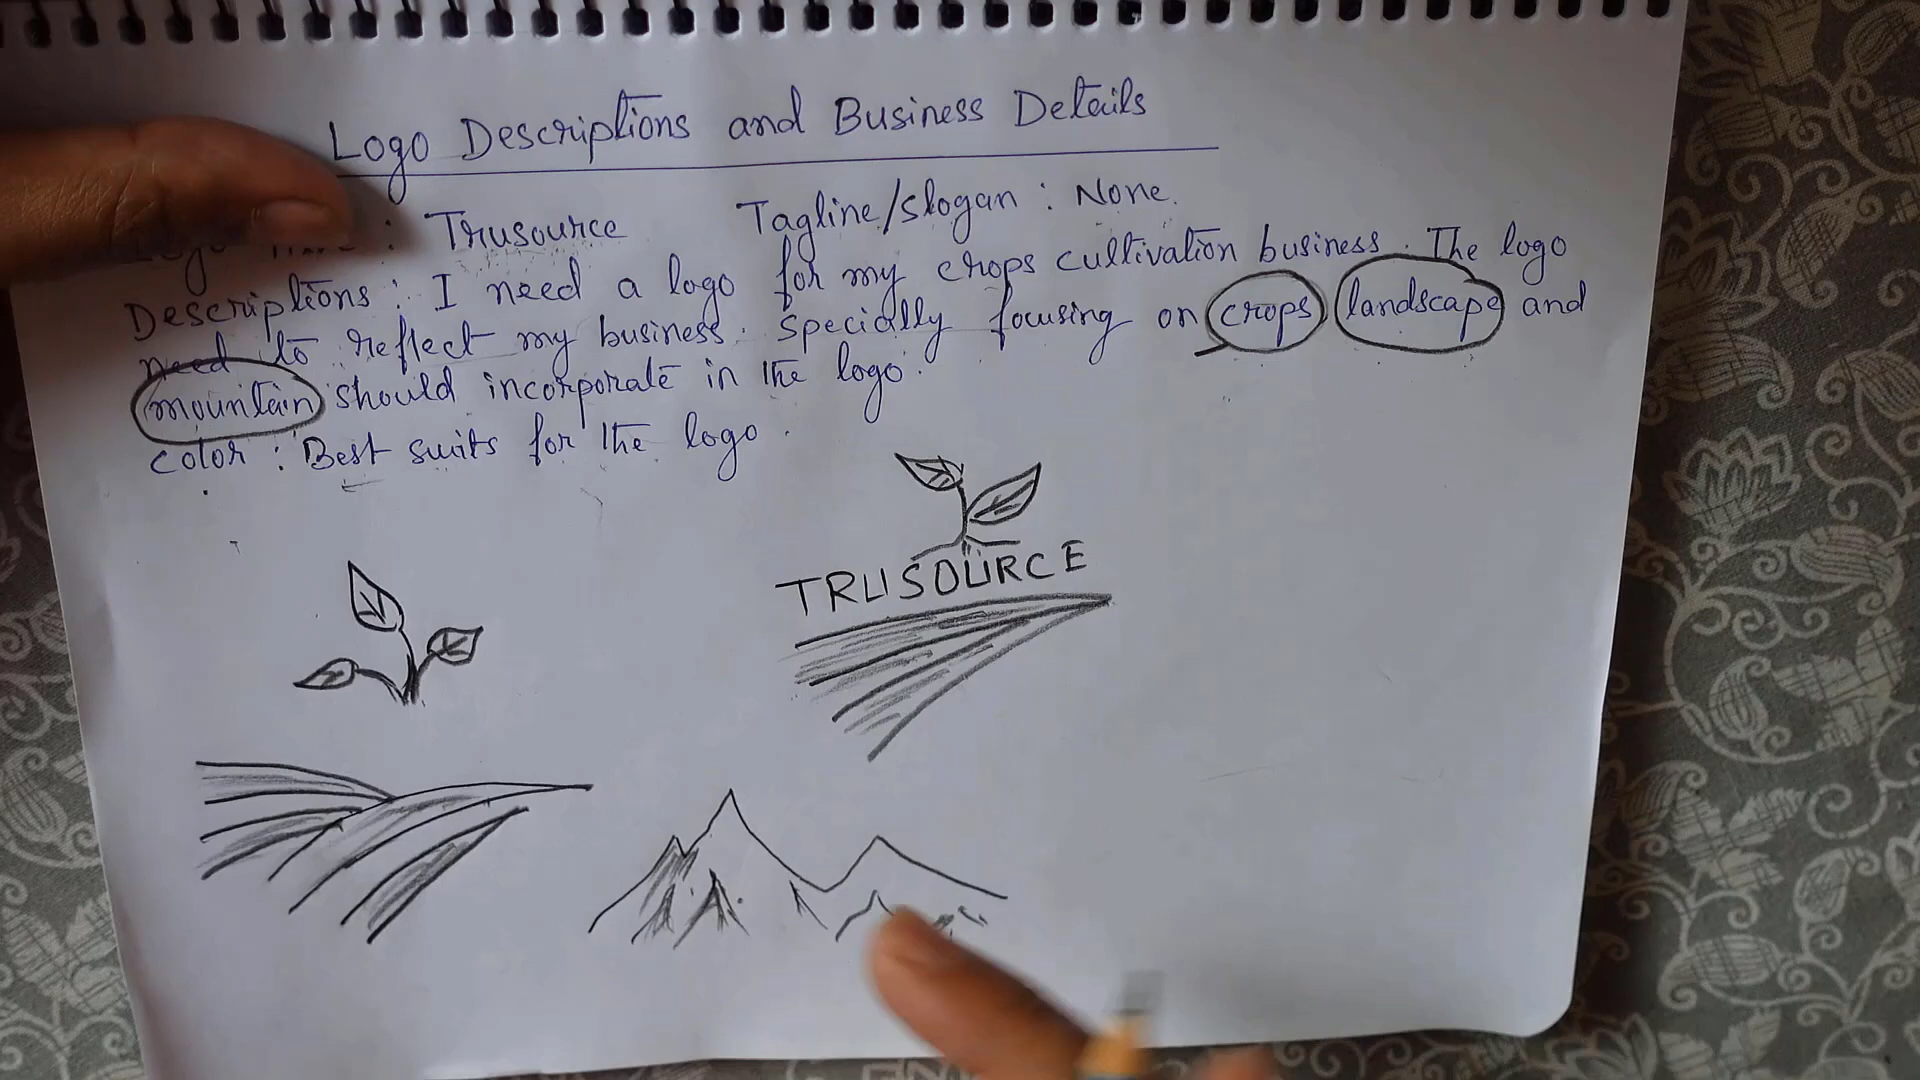 Logo Descriptions and Business Details
Logo : Trusource Tagline/slogan : None.
Descriptions : I need a logo for my crops cultivation business. The logo
need to reflect my business. specially focusing on crops landscape and
mountain should incorporate in the logo.
color : Best suits for the logo.
TRUSOURCE